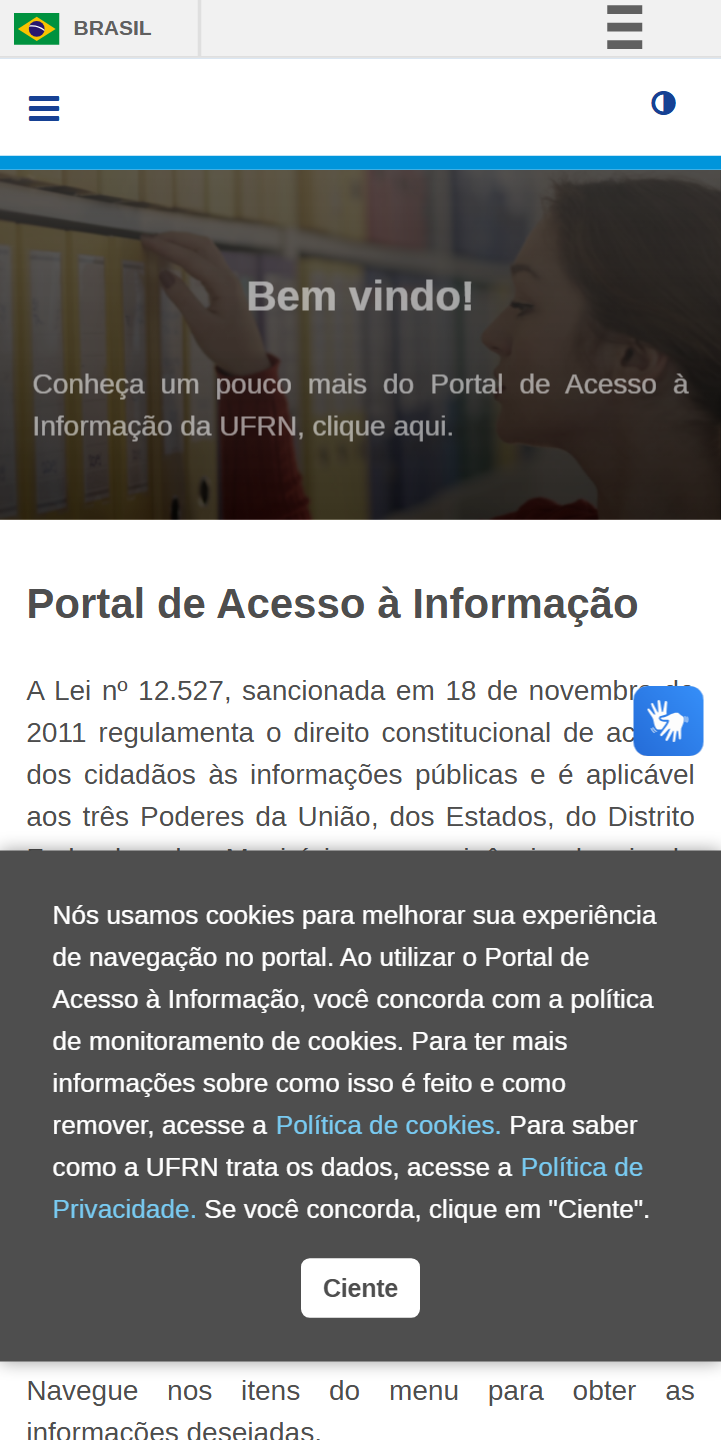 BRASIL
Bem vindo!
Conheça um pouco mais do Portal de Acesso à
Informação da UFRN, clique aqui.
Portal de Acesso à Informação
A Lei nº 12.527, sancionada em 18 de novembro de
2011 regulamenta o direito constitucional de
dos cidadãos às informações públicas e é aplicável
aos três Poderes da União, dos Estados, do Distrito
Nós usamos cookies para melhorar sua experiência
de navegação no portal. Ao utilizar o Portal de
Acesso à Informação, você concorda com a política
de monitoramento de cookies. Para ter mais
informações sobre como isso é feito e como
remover, acesse a Política de cookies. Para saber
como a UFRN trata os dados, acesse a Política de
Privacidade. Se você concorda, clique em "Ciente".
Ciente
Navegue nos itens do menu para obter as
informações desejadas.